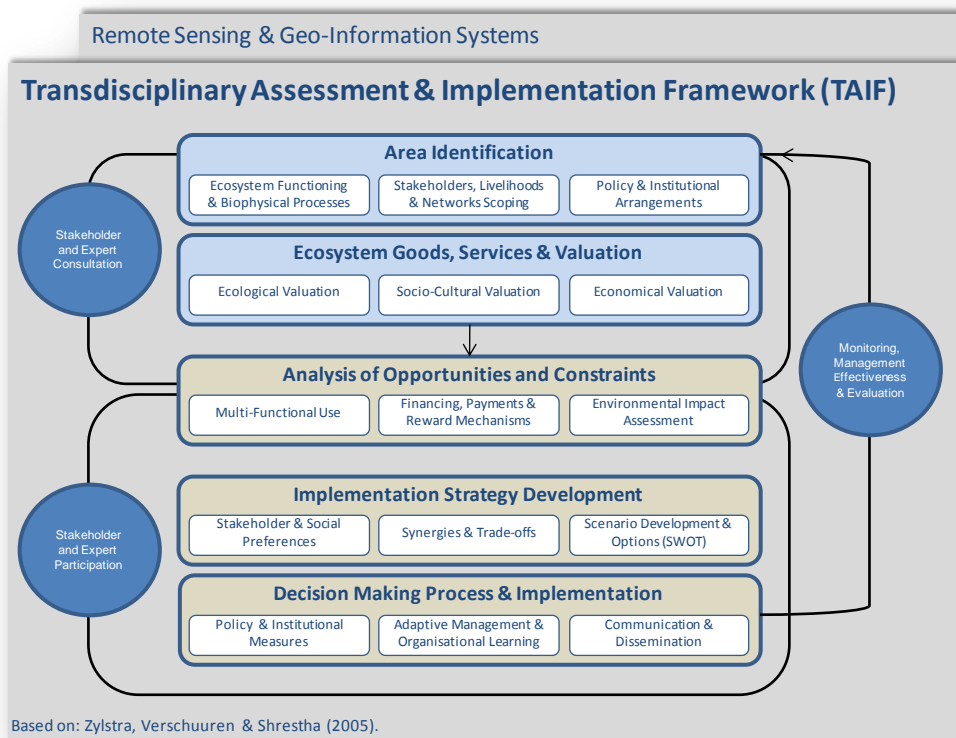 Remote Sensing & Geo-Information Systems
Transdisciplinary Assessment & Implementation Framework (TAIF)
Area Identification
Ecosystem Functioning
& Biophysical Processes
Stakeholders, Livelihoods
& Networks Scoping
Policy & Institutional
Arrangements
Stakeholder
and Expert
Consultation
Ecosystem Goods, Services & Valuation
Ecological Valuation
Socio-Cultural Valuation
Economical Valuation
Monitoring,
Management
Effectiveness
& Evaluation
Analysis of Opportunities and Constraints
Multi-Functional Use
Financing, Payments &
Reward Mechanisms
Environmental Impact
Assessment
Stakeholder
and Expert
Participation
Implementation Strategy Development
Stakeholder & Social
Preferences
Synergies & Trade-offs
Scenario Development &
Options (SWOT)
Decision Making Process & Implementation
Policy & Institutional
Measures
Adaptive Management &
Organisational Learning
Communication &
Dissemination
Based on: Zylstra, Verschuuren & Shrestha (2005).